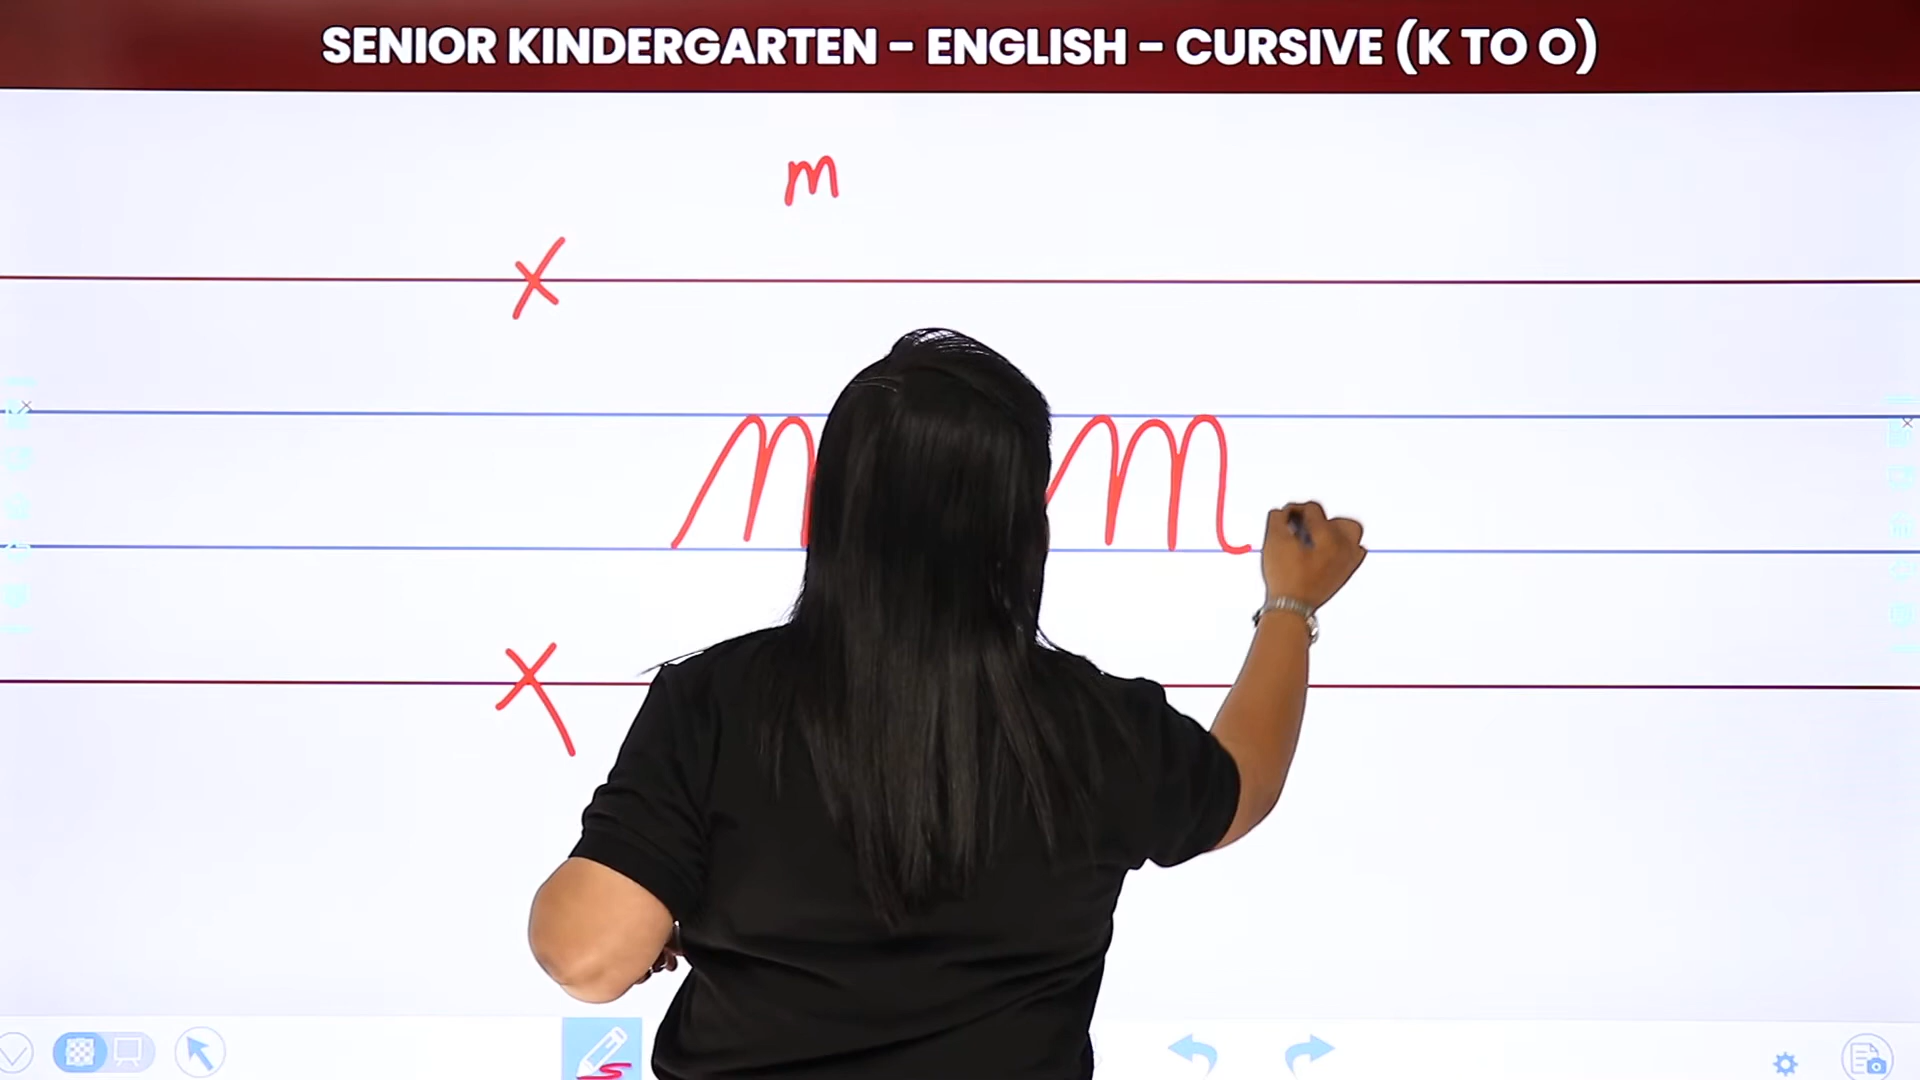 SENIOR KINDERGARTEN – ENGLISH – CURSIVE (K TO O)
m
m